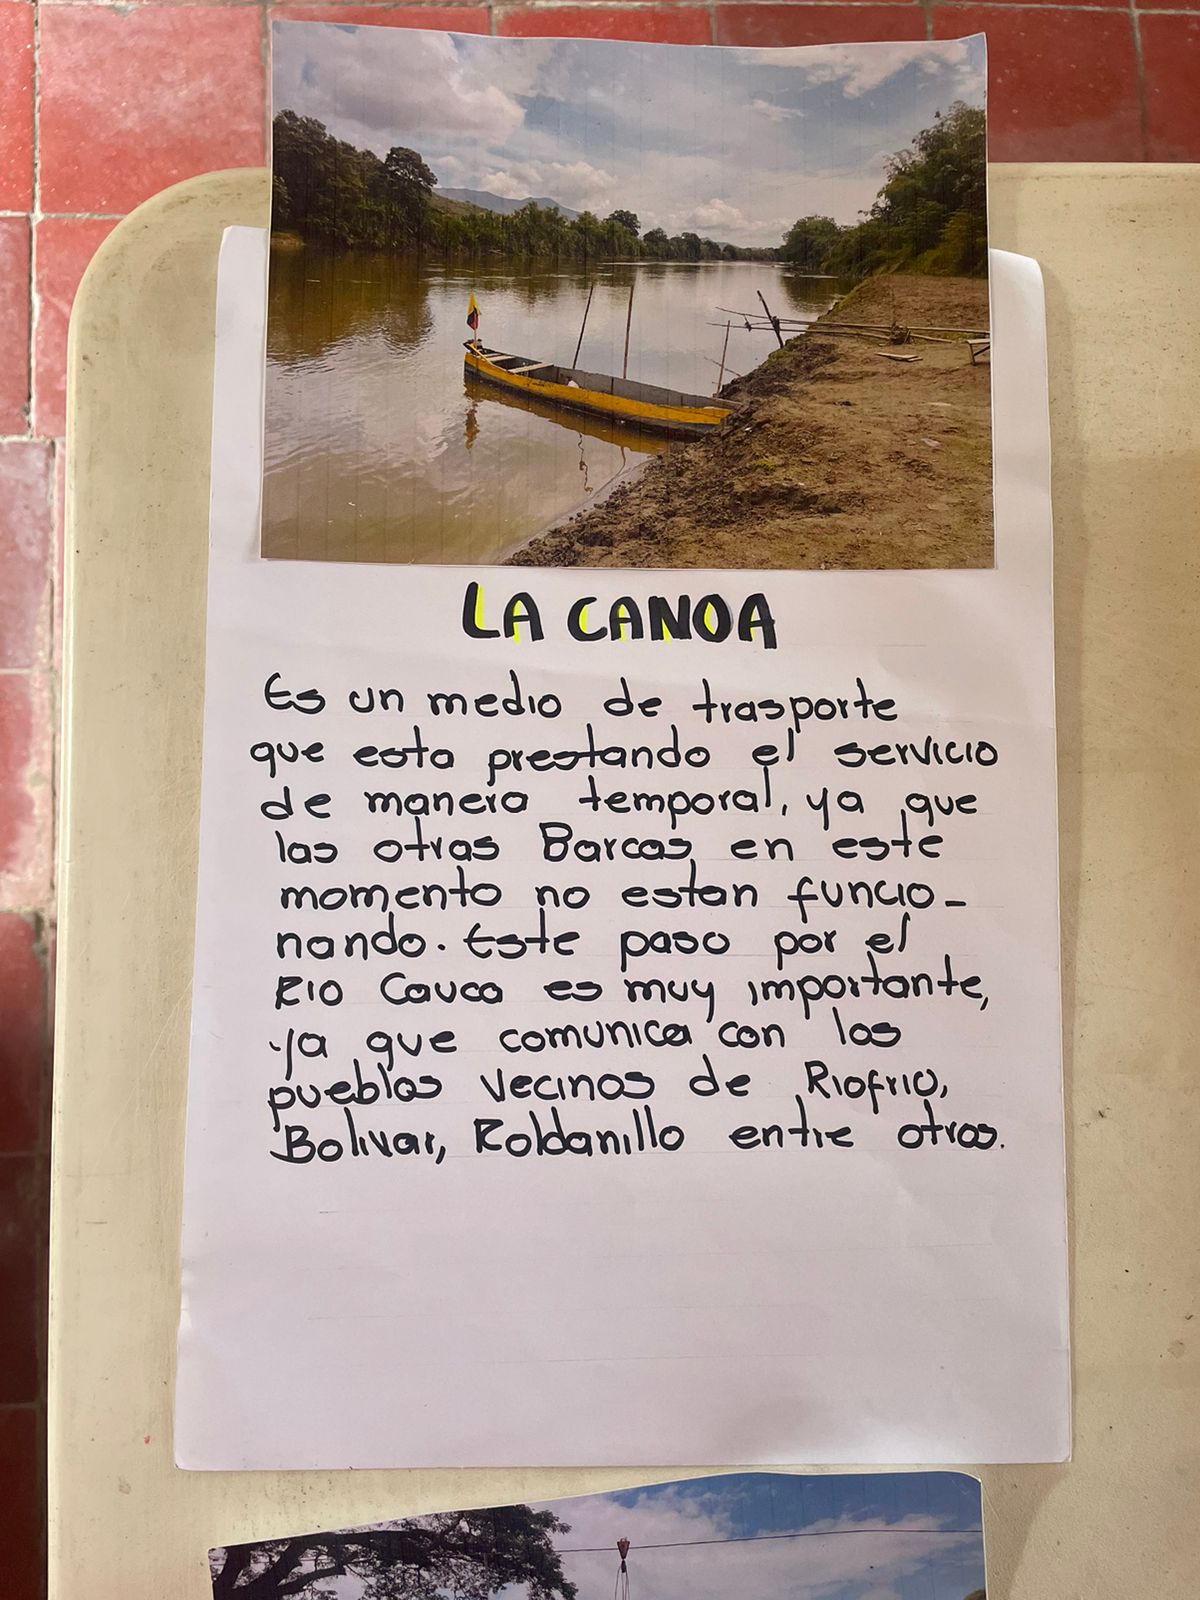 LA CANOA
Es un medio de trasporte
que esta prestando el servicio
de manera temporal, ya que
las otras Barcas en este
momento no estan funcio-
nando. Este paso por el
RIO Cauca es muy importante,
ya que comunica con los
pueblos vecinos de Riofrio,
Bolivar, Roldanillo entre otros.